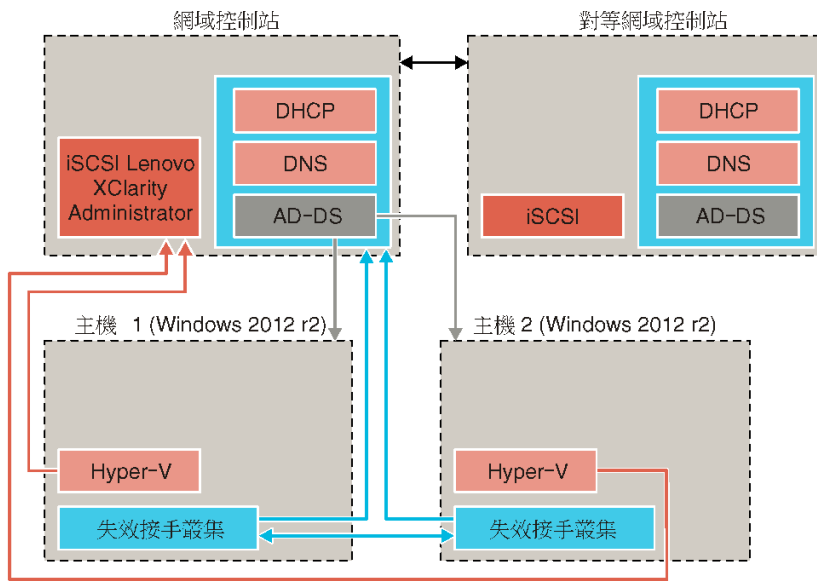 網域控制站
對等網域控制站
iSCSI Lenovo
XClarity
Administrator
DHCP
DNS
AD-DS
iSCSI
DHCP
DNS
AD-DS
主機 1 (Windows 2012 r2)
主機 2 (Windows 2012 r2)
Hyper-V
失效接手叢集
Hyper-V
失效接手叢集